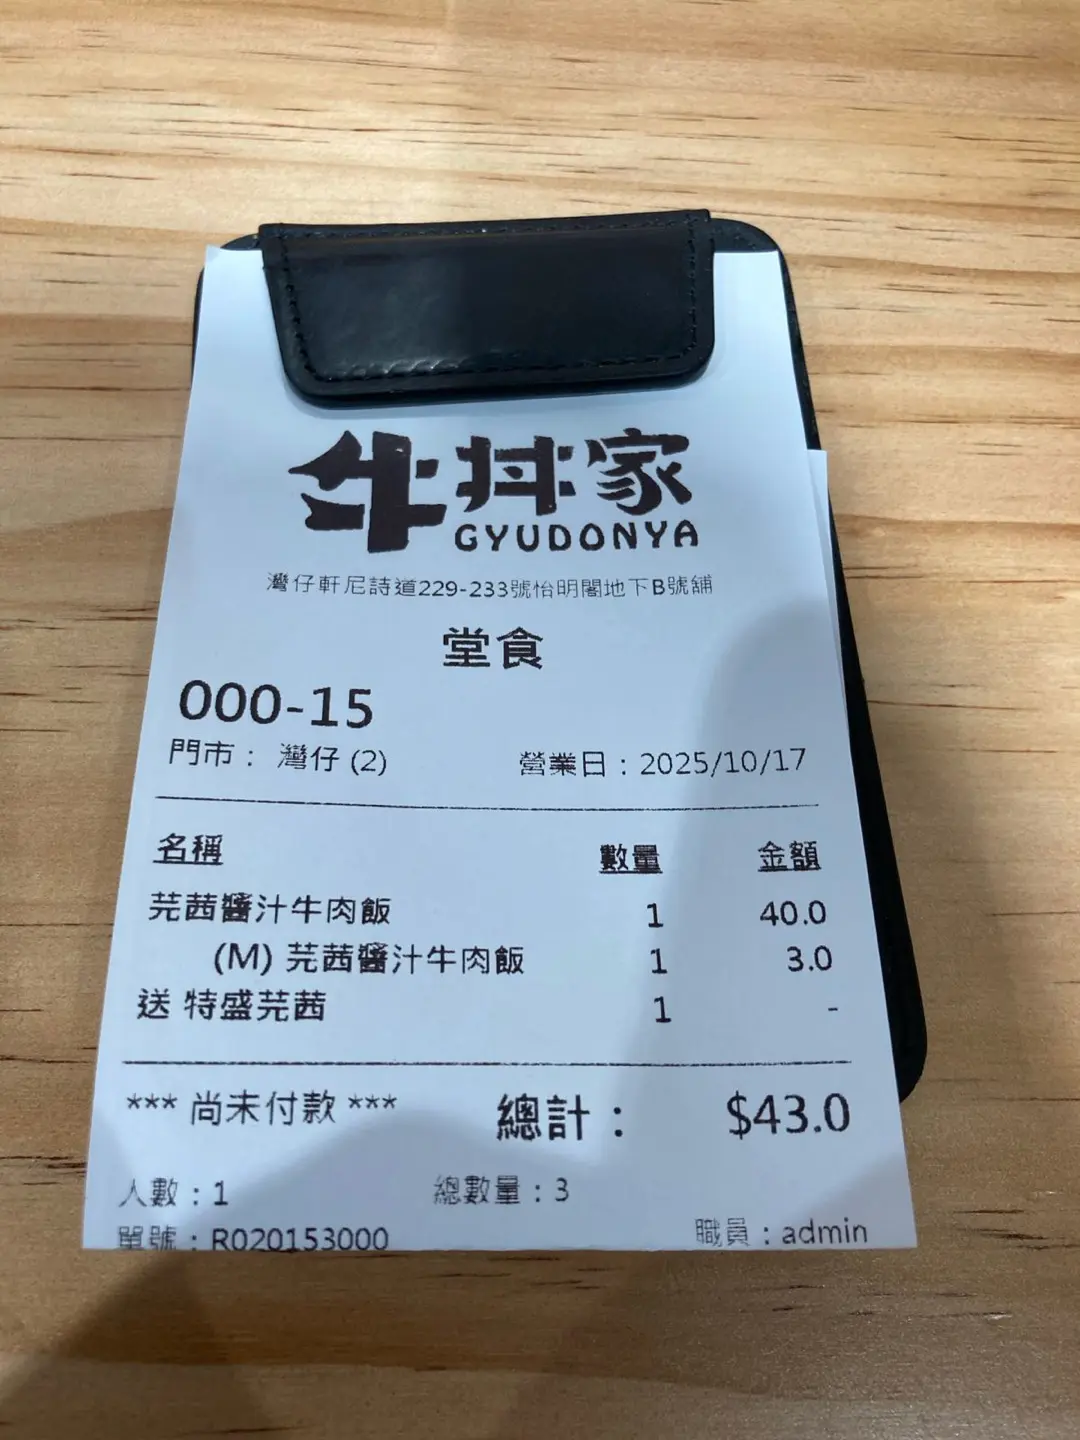 牛丼家
GYUDONYA
灣仔軒尼詩道229-233號怡明閣地下B號舖
堂食
000-15
門市： 灣仔 (2) 營業日：2025/10/17
名稱 數量 金額
芫茜醬汁牛肉飯 1 40.0
(M) 芫茜醬汁牛肉飯 1 3.0
送 特盛芫茜 1 -
*** 尚未付款 *** 總計： $43.0
人數：1 總數量：3
單號：R020153000 職員：admin